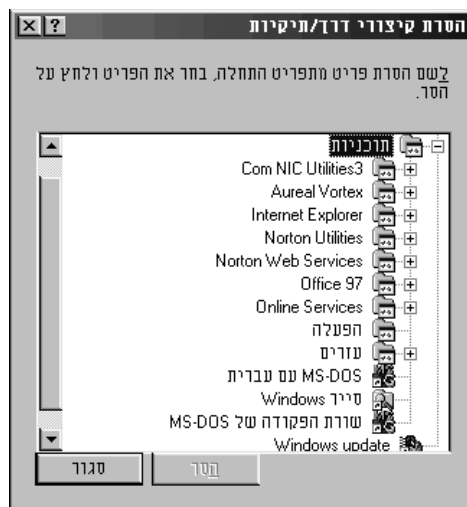 הסרת קיצורי דרך/תיקיות
לשם הסרת פריט מתפריט התחלה, בחר את הפריט ולחץ על
הסר.
תוכניות
Com NIC Utilities3
Aureal Vortex
Internet Explorer
Norton Utilities
Norton Web Services
Office 97
Online Services
הפעלה
עזרים
MS-DOS עם עברית
סייר Windows
שורת הפקודה של MS-DOS
Windows update
הסר
סגור